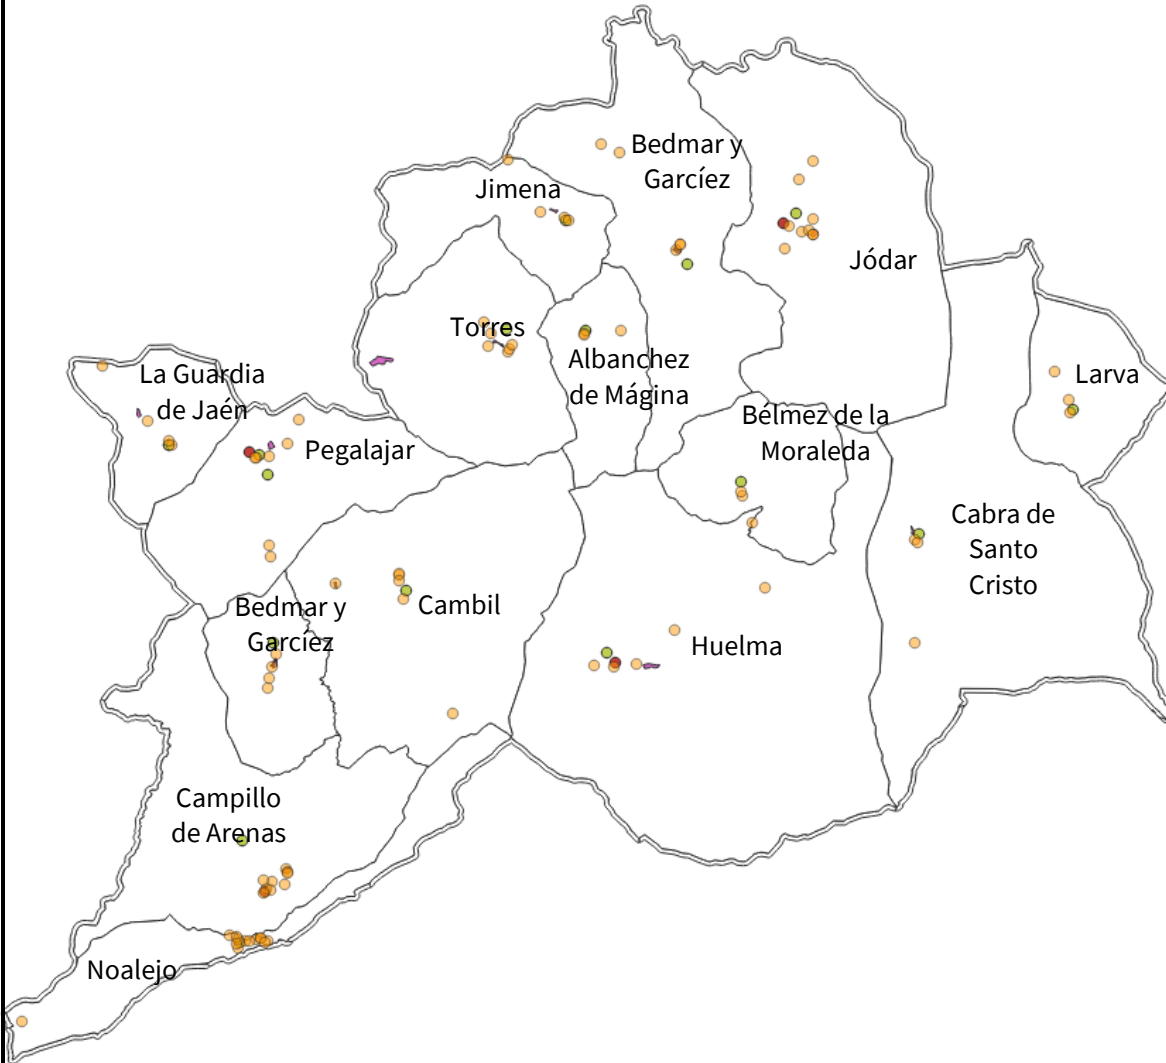 Bedmar y
Garcíez
Jimena
Jódar
Torres
Albanchez
de Mágina
La Guardia
de Jaén
Larva
Pegalajar
Bélmez de la
Moraleda
Cabra de
Santo
Cristo
Bedmar y
Garcíez
Cambil
Huelma
Campillo
de Arenas
Noalejo